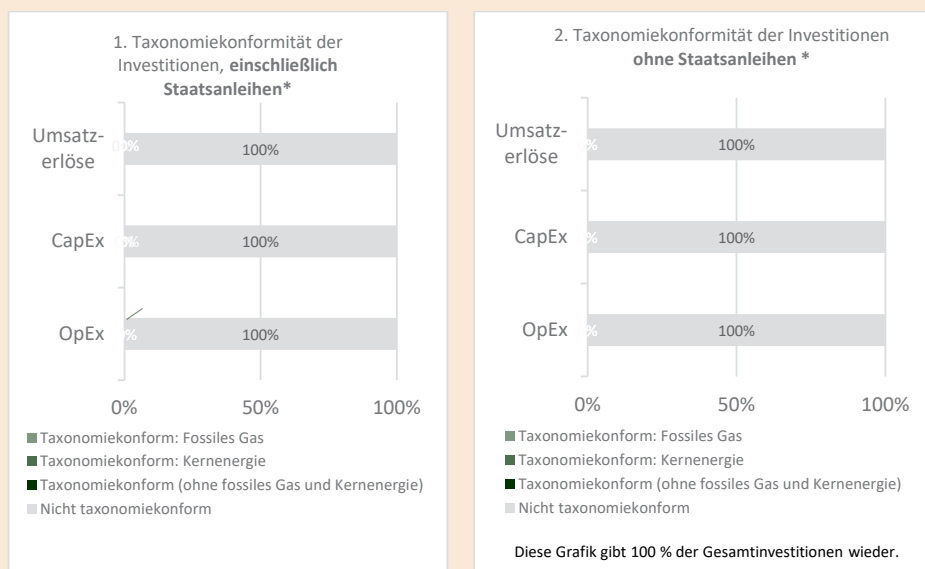 1. Taxonomiekonformität der
Investitionen, einschließlich
Staatsanleihen*
Umsatz-
erlöse
100%
CapEx
100%
OpEx
100%
0%
50%
100%
Taxonomiekonform: Fossiles Gas
Taxonomiekonform: Kernenergie
Taxonomiekonform (ohne fossiles Gas und Kernenergie)
Nicht taxonomiekonform
2. Taxonomiekonformität der Investitionen
ohne Staatsanleihen *
Umsatz-
erlöse
100%
CapEx
100%
OpEx
100%
0%
50%
100%
Taxonomiekonform: Fossiles Gas
Taxonomiekonform: Kernenergie
Taxonomiekonform (ohne fossiles Gas und Kernenergie)
Nicht taxonomiekonform
Diese Grafik gibt 100 % der Gesamtinvestitionen wieder.